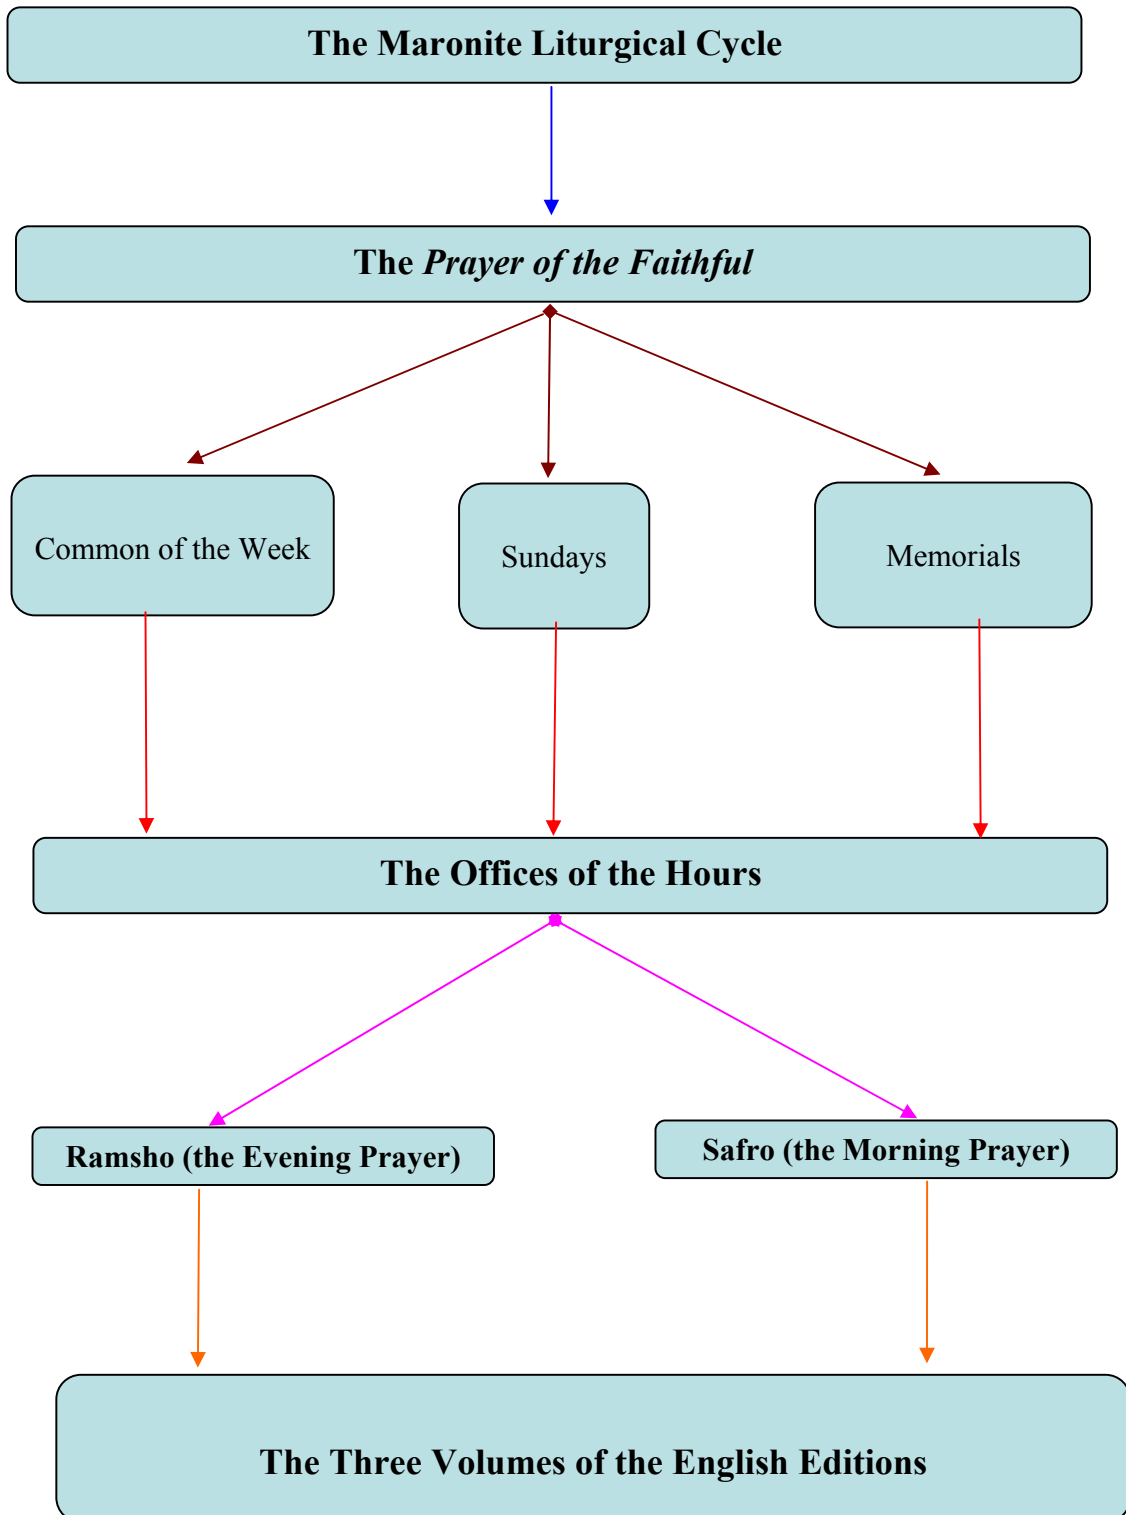 The Maronite Liturgical Cycle
The Prayer of the Faithful
Common of the Week
Sundays
Memorials
The Offices of the Hours
Ramsho (the Evening Prayer)
Safro (the Morning Prayer)
The Three Volumes of the English Editions